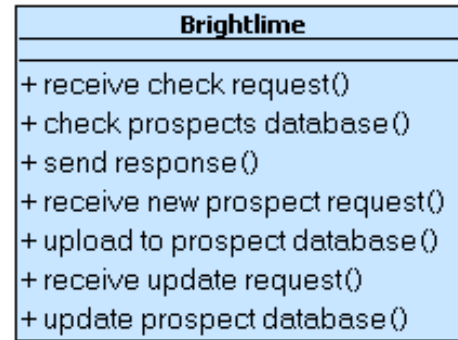 Brightlime
+ receive check request()
+ check prospects database()
+ send response()
+ receive new prospect request()
+ upload to prospect database()
+ receive update request()
+ update prospect database()